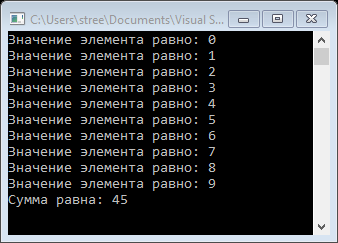 C:\Users\stree\Documents\Visual S...
Значение элемента равно: 0
Значение элемента равно: 1
Значение элемента равно: 2
Значение элемента равно: 3
Значение элемента равно: 4
Значение элемента равно: 5
Значение элемента равно: 6
Значение элемента равно: 7
Значение элемента равно: 8
Значение элемента равно: 9
Сумма равна: 45